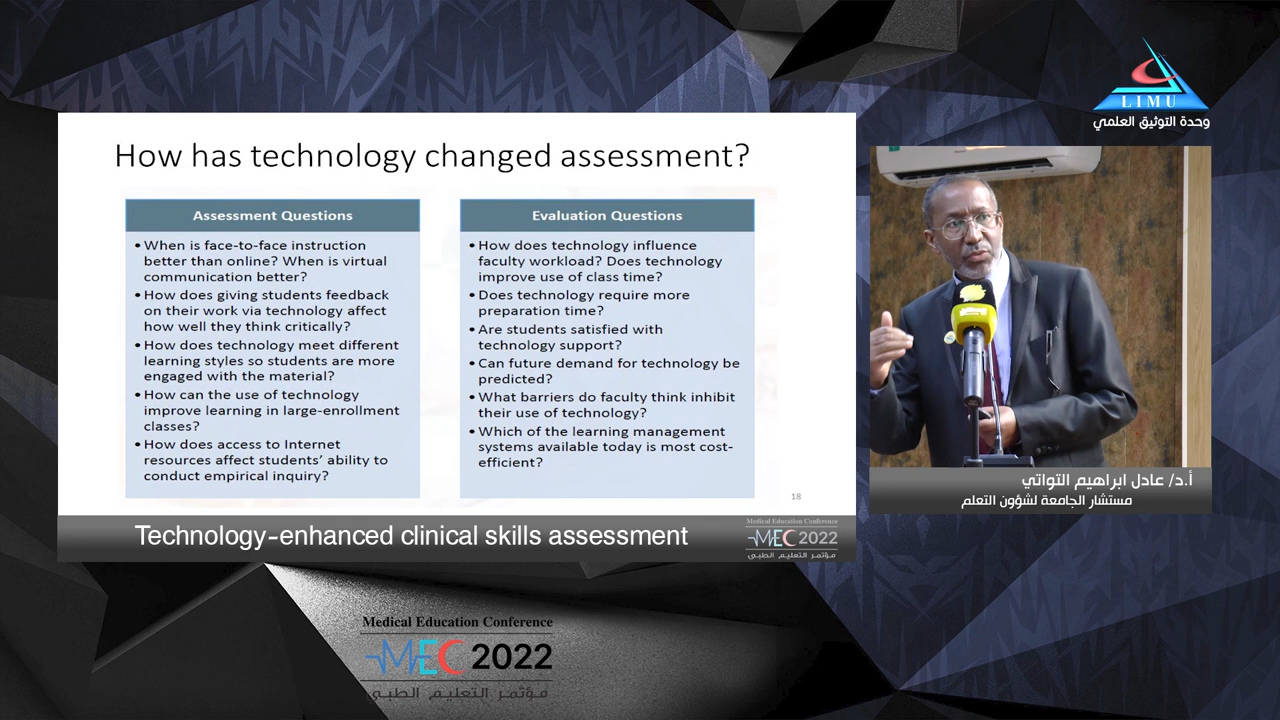 LIMU
وحدة التوثيق العلمي
How has technology changed assessment?
Assessment Questions
• When is face-to-face instruction
better than online? When is virtual
communication better?
• How does giving students feedback
on their work via technology affect
how well they think critically?
• How does technology meet different
learning styles so students are more
engaged with the material?
• How can the use of technology
improve learning in large-enrollment
classes?
• How does access to Internet
resources affect students' ability to
conduct empirical inquiry?
Evaluation Questions
• How does technology influence
faculty workload? Does technology
improve use of class time?
• Does technology require more
preparation time?
• Are students satisfied with
technology support?
• Can future demand for technology be
predicted?
• What barriers do faculty think inhibit
their use of technology?
• Which of the learning management
systems available today is most cost-
efficient?
18
Technology-enhanced clinical skills assessment
Medical Education Conference
MEC 2022
مؤتمر التعليم الطبي
أ.د/ عادل ابراهيم التواتي
مستشار الجامعة لشؤون التعلم
Medical Education Conference
MEC 2022
مؤتمر التعليم الطبي